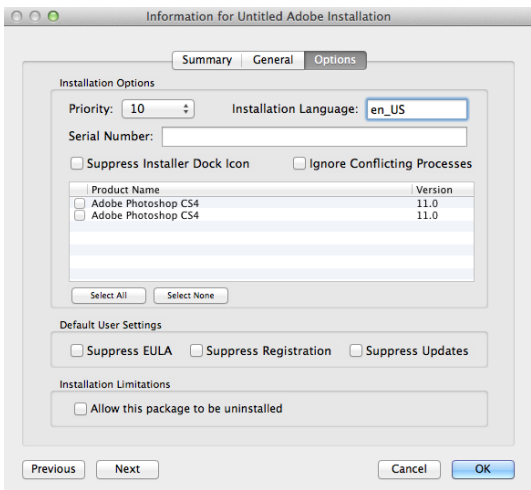 Information for Untitled Adobe Installation
Summary General Options
Installation Options
Priority: 10 Installation Language: en_US
Serial Number:
Suppress Installer Dock Icon Ignore Conflicting Processes
Product Name Version
Adobe Photoshop CS4 11.0
Adobe Photoshop CS4 11.0
Select All Select None
Default User Settings
Suppress EULA Suppress Registration Suppress Updates
Installation Limitations
Allow this package to be uninstalled
Previous Next Cancel OK